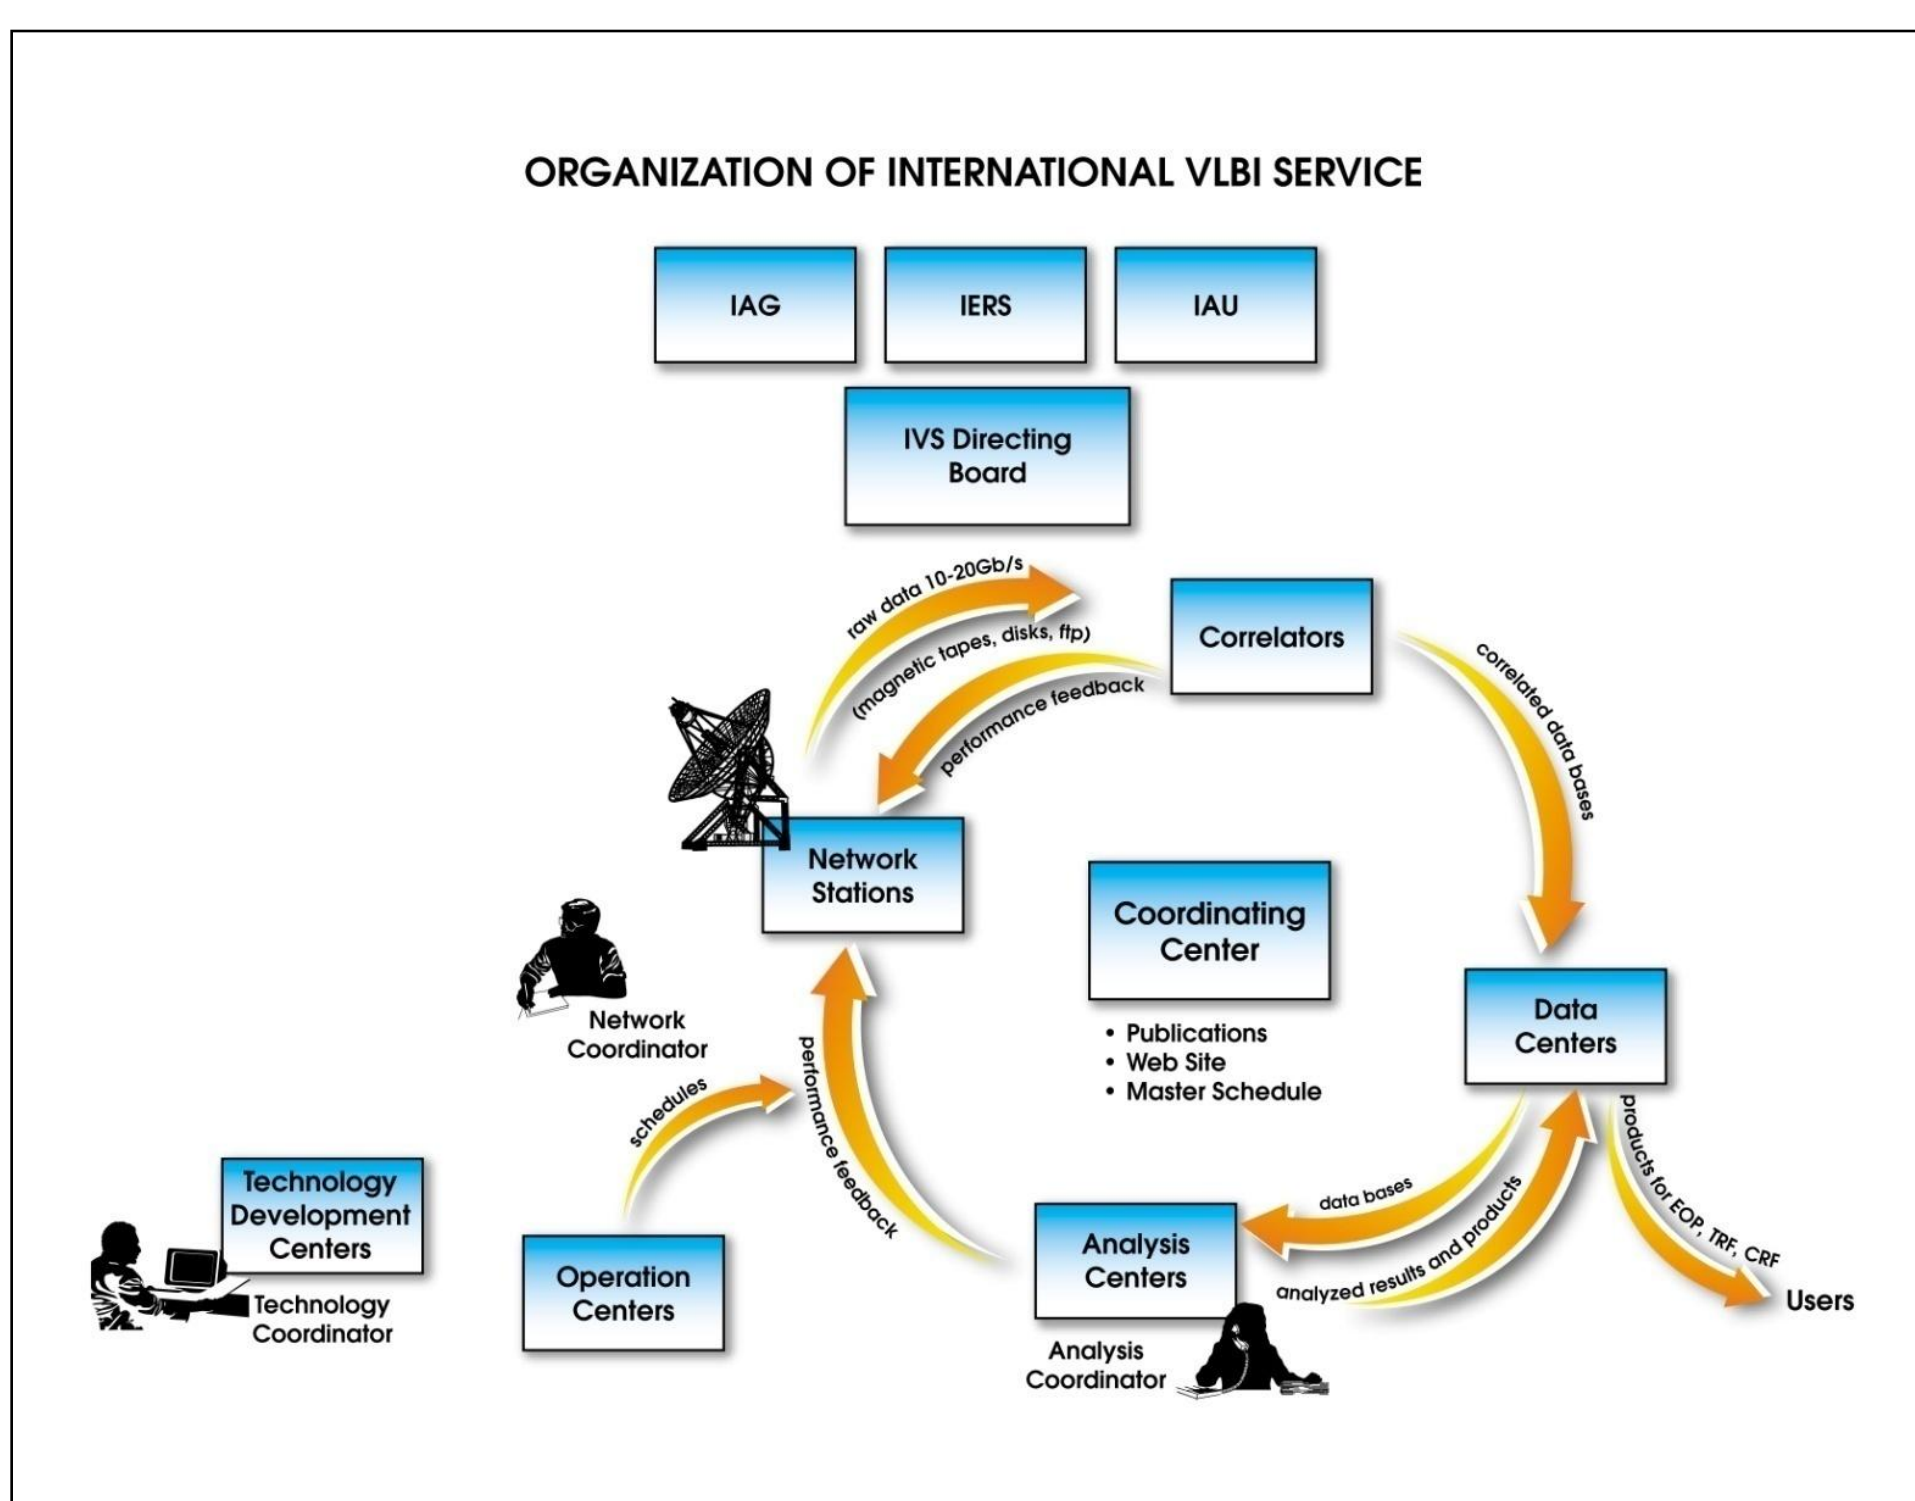 ORGANIZATION OF INTERNATIONAL VLBI SERVICE
IAG
IERS
IAU
IVS Directing
Board
raw data 10-20Gb/s
(magnetic tapes, disks, ftp)
performance feedback
Correlators
correlated data bases
Network
Stations
Coordinating
Center
• Publications
• Web Site
• Master Schedule
Data
Centers
Network
Coordinator
schedules
performance feedback
Technology
Development
Centers
Technology
Coordinator
Operation
Centers
Analysis
Centers
Analysis
Coordinator
data bases
analyzed results and products
products for EOP, TRF, CRF
Users